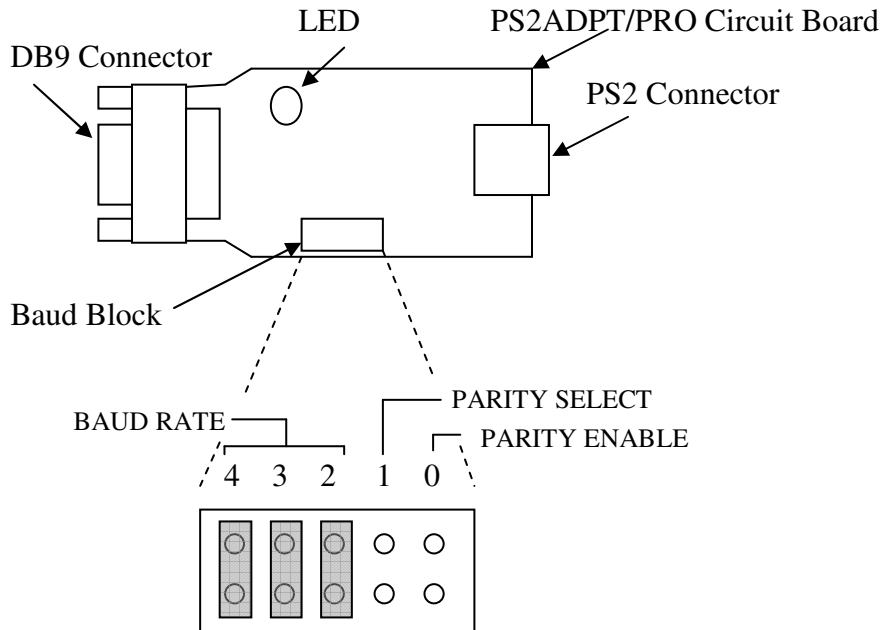 LED
PS2ADPT/PRO Circuit Board
DB9 Connector
PS2 Connector
Baud Block
PARITY SELECT
BAUD RATE
PARITY ENABLE
4 3 2 1 0